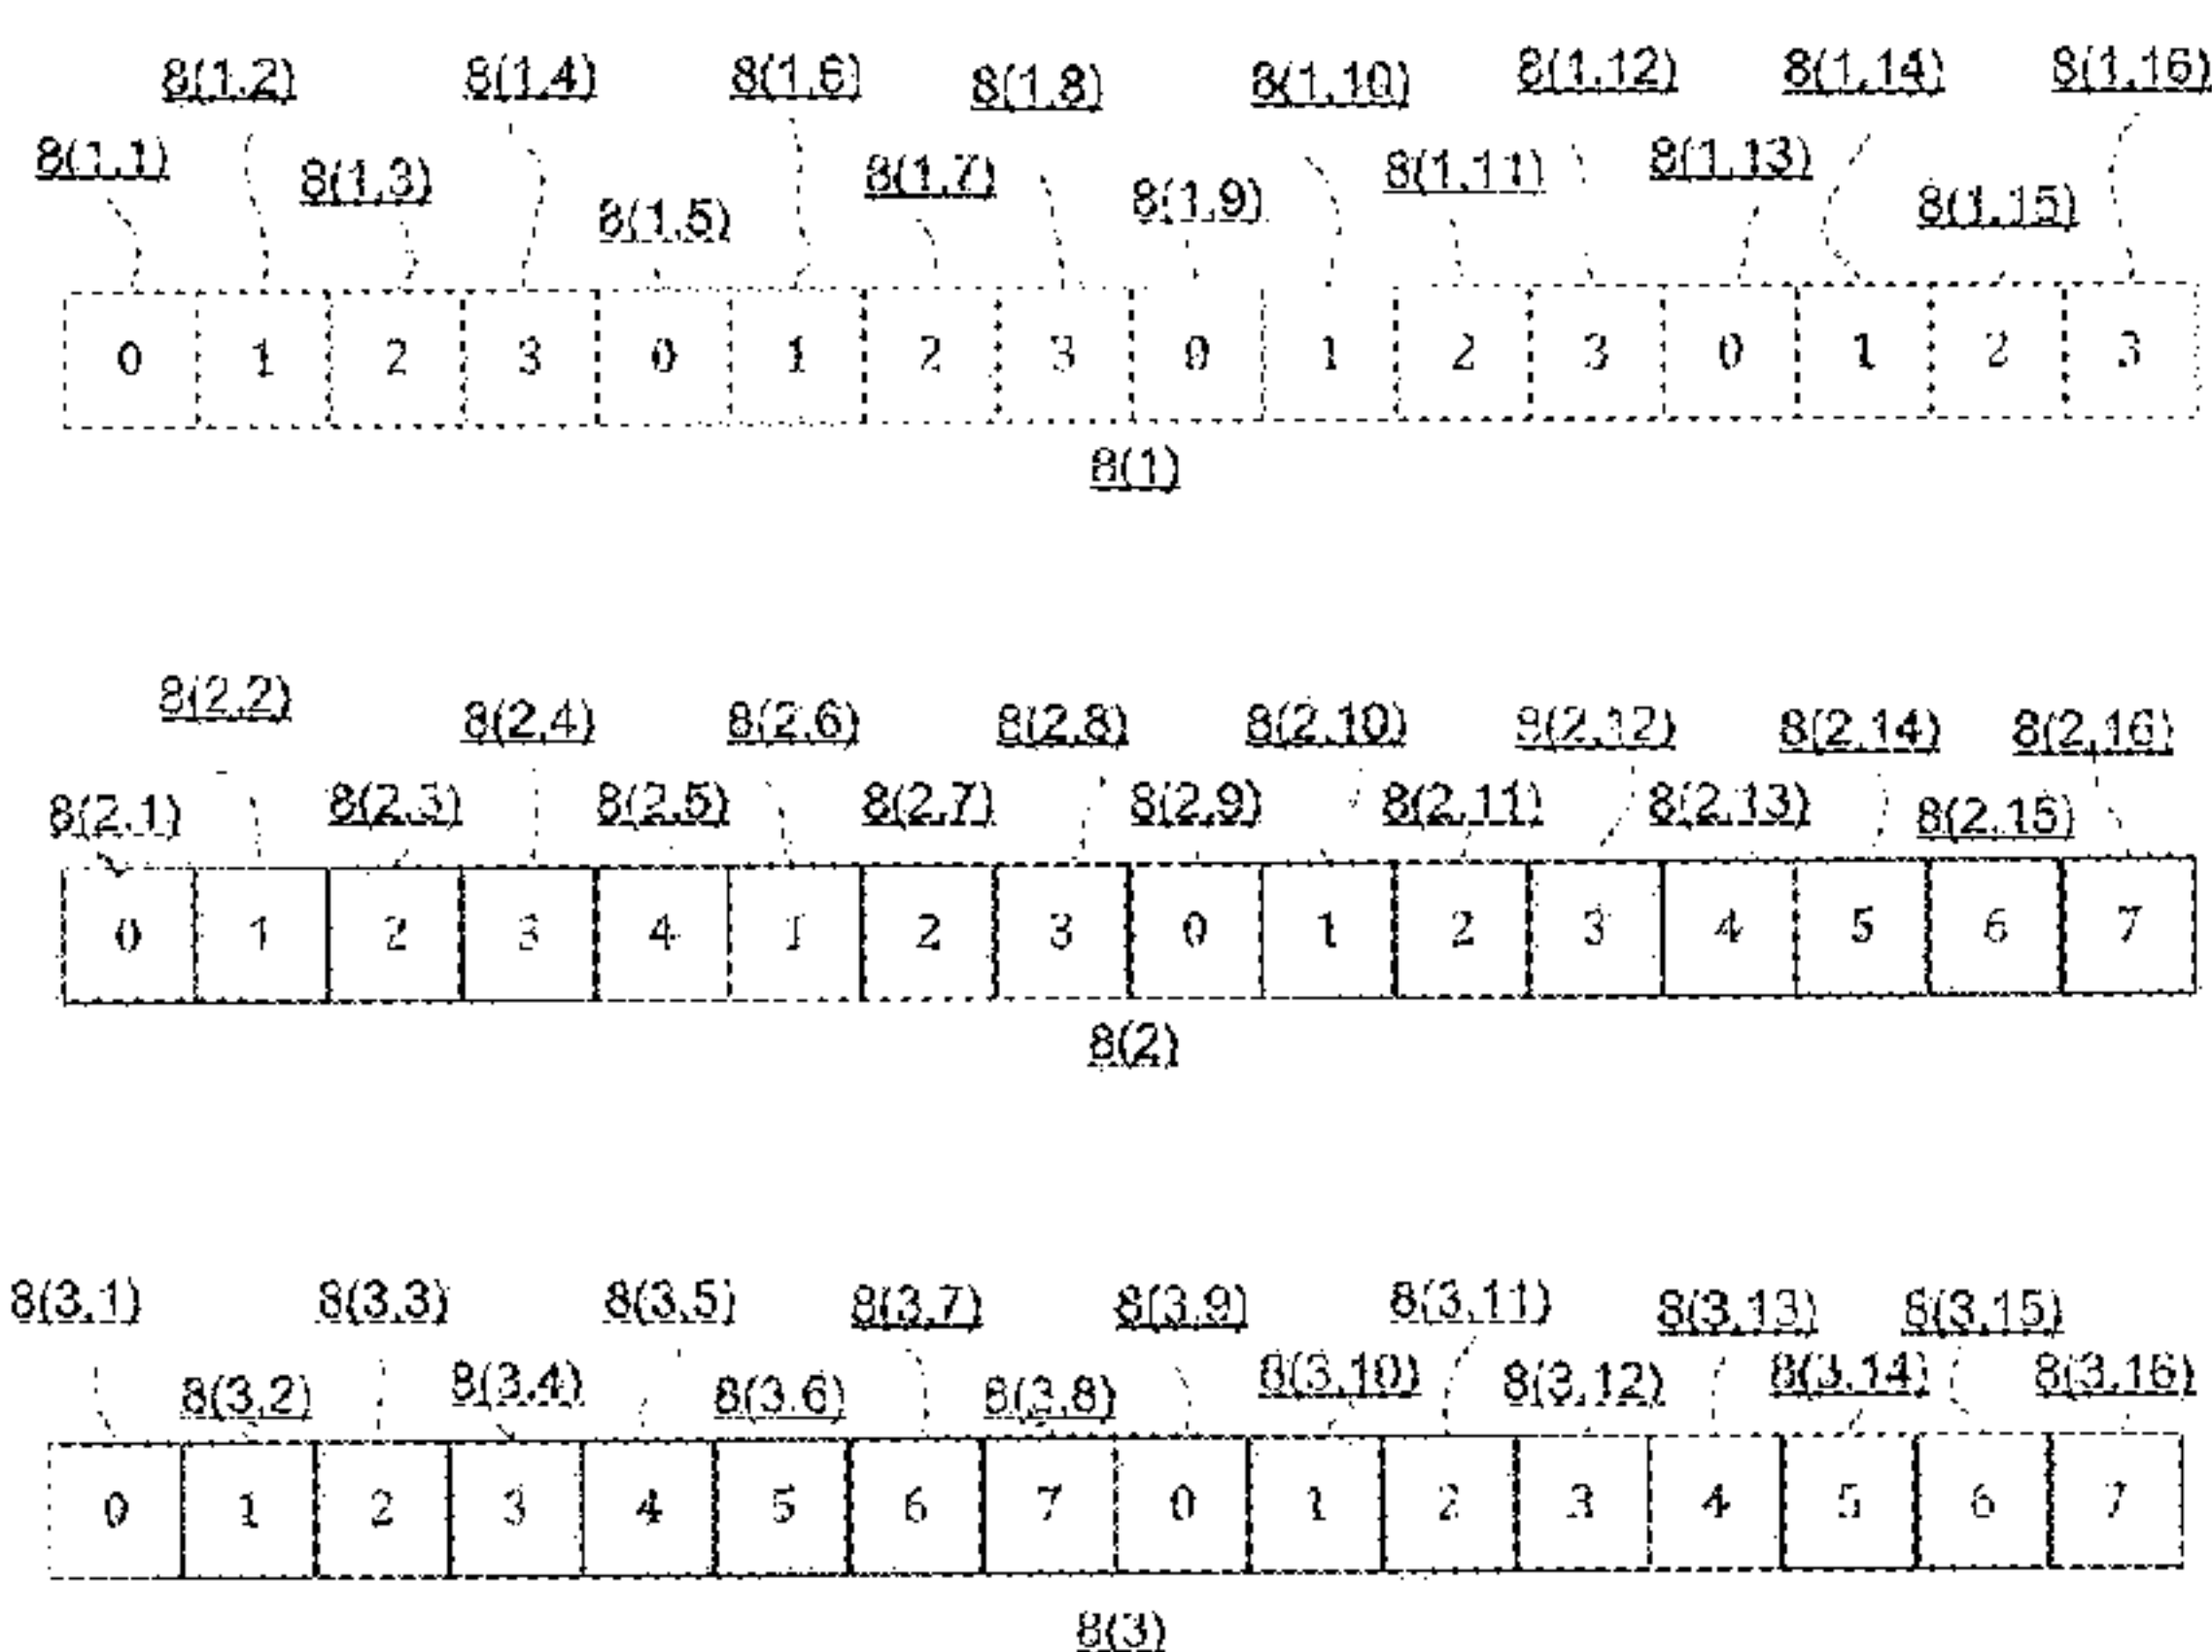 8(1,2) 8(1,4) 8(1,6) 8(1,8) 8(1,10) 8(1,12) 8(1,14) 8(1,16)
8(1,1) 8(1,3) 8(1,5) 8(1,7) 8(1,9) 8(1,11) 8(1,13) 8(1,15)
0 1 2 3 0 1 2 3 0 1 2 3 0 1 2 3
8(1)
8(2,2) 8(2,4) 8(2,6) 8(2,8) 8(2,10) 8(2,12) 8(2,14) 8(2,16)
8(2,1) 8(2,3) 8(2,5) 8(2,7) 8(2,9) 8(2,11) 8(2,13) 8(2,15)
0 1 2 3 4 1 2 3 0 1 2 3 4 5 6 7
8(2)
8(3,1) 8(3,3) 8(3,5) 8(3,7) 8(3,9) 8(3,11) 8(3,13) 8(3,15)
8(3,2) 8(3,4) 8(3,6) 8(3,8) 8(3,10) 8(3,12) 8(3,14) 8(3,16)
0 1 2 3 4 5 6 7 0 1 2 3 4 5 6 7
8(3)